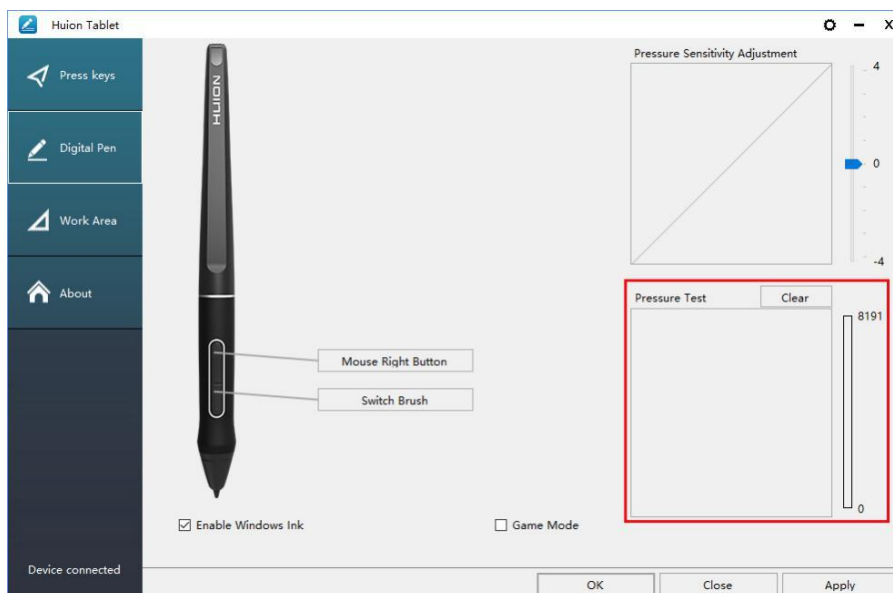 Huion Tablet
X
Press keys
Digital Pen
Work Area
About
Device connected
HUION
Mouse Right Button
Switch Brush
Enable Windows Ink
Game Mode
Pressure Sensitivity Adjustment
4
0
-4
Pressure Test
Clear
8191
0
OK
Close
Apply